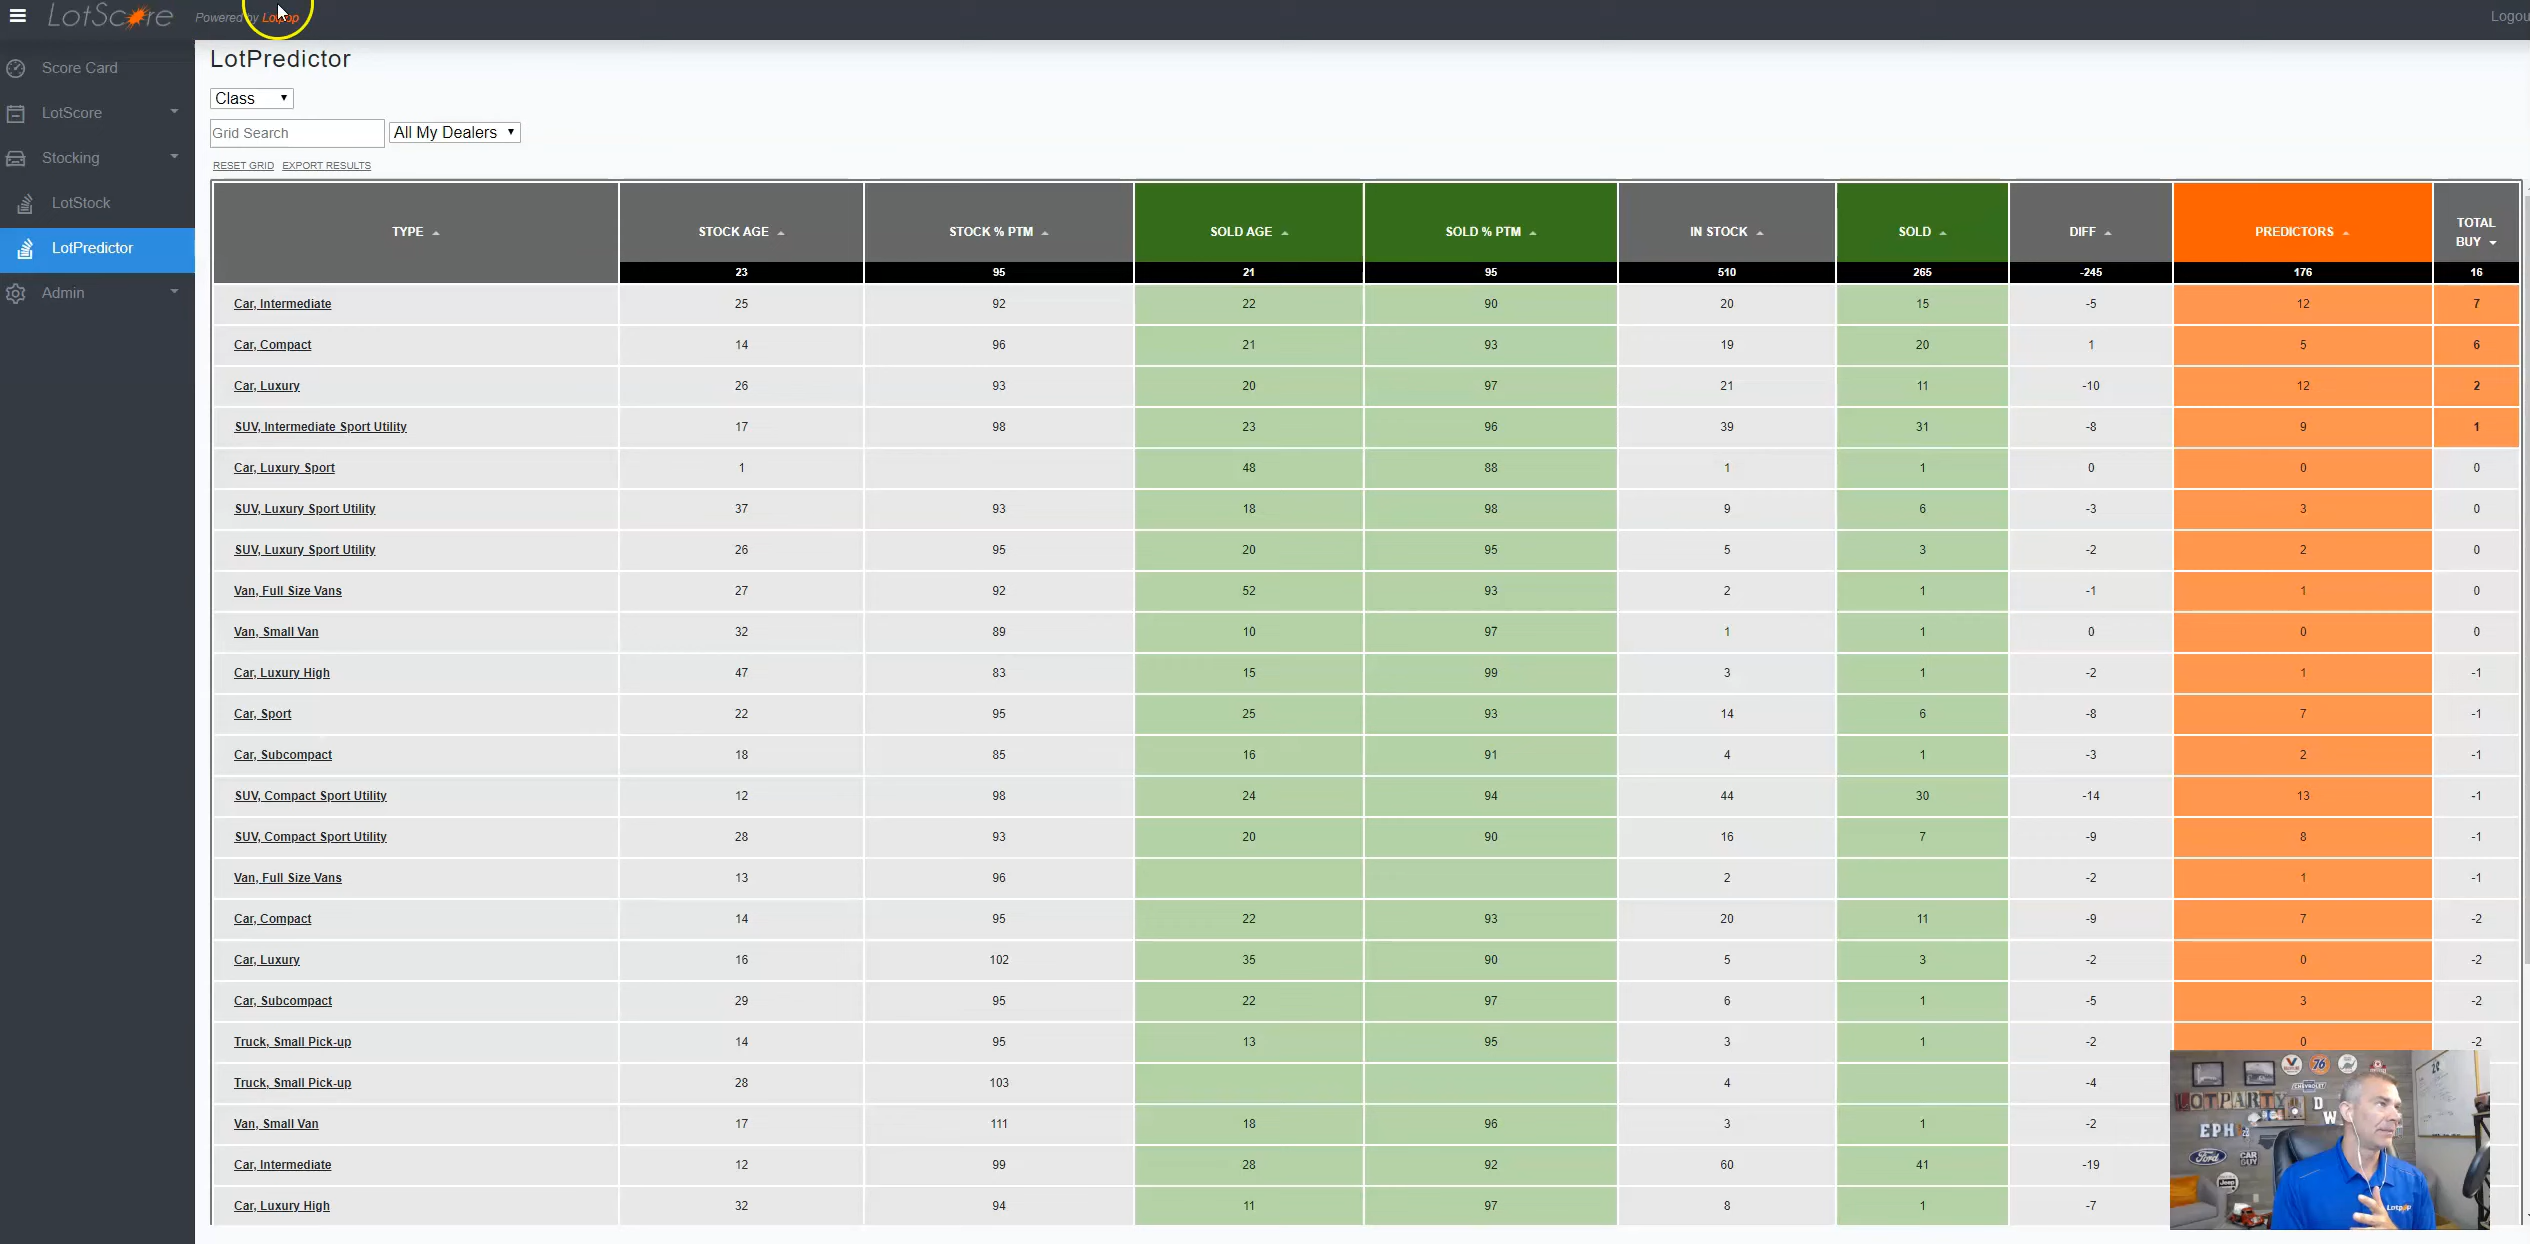 LotScore Powered by Lotpop Logou
Score Card
LotScore
Stocking
LotStock
LotPredictor
Admin
LotPredictor
Class
Grid Search All My Dealers
RESET GRID EXPORT RESULTS
TYPE STOCK AGE STOCK % PTM SOLD AGE SOLD % PTM IN STOCK SOLD DIFF PREDICTORS TOTAL BUY
23 95 21 95 510 265 -245 176 16
Car, Intermediate 25 92 22 90 20 15 -5 12 7
Car, Compact 14 96 21 93 19 20 1 5 6
Car, Luxury 26 93 20 97 21 11 -10 12 2
SUV, Intermediate Sport Utility 17 98 23 96 39 31 -8 9 1
Car, Luxury Sport 1 48 88 1 1 0 0 0
SUV, Luxury Sport Utility 37 93 18 98 9 6 -3 3 0
SUV, Luxury Sport Utility 26 95 20 95 5 3 -2 2 0
Van, Full Size Vans 27 92 52 93 2 1 -1 1 0
Van, Small Van 32 89 10 97 1 1 0 0 0
Car, Luxury High 47 83 15 99 3 1 -2 1 -1
Car, Sport 22 95 25 93 14 6 -8 7 -1
Car, Subcompact 18 85 16 91 4 1 -3 2 -1
SUV, Compact Sport Utility 12 98 24 94 44 30 -14 13 -1
SUV, Compact Sport Utility 28 93 20 90 16 7 -9 8 -1
Van, Full Size Vans 13 96 2 -2 1 -1
Car, Compact 14 95 22 93 20 11 -9 7 -2
Car, Luxury 16 102 35 90 5 3 -2 0 -2
Car, Subcompact 29 95 22 97 6 1 -5 3 -2
Truck, Small Pick-up 14 95 13 95 3 1 -2 0 -2
Truck, Small Pick-up 28 103 4 -4
Van, Small Van 17 111 18 96 3 1 -2
Car, Intermediate 12 99 28 92 60 41 -19
Car, Luxury High 32 94 11 97 8 1 -7
76
CHEVROLET
LOTPARTY
D
W
EPH
Ford
CAR GUY
Jeep
Lotpop